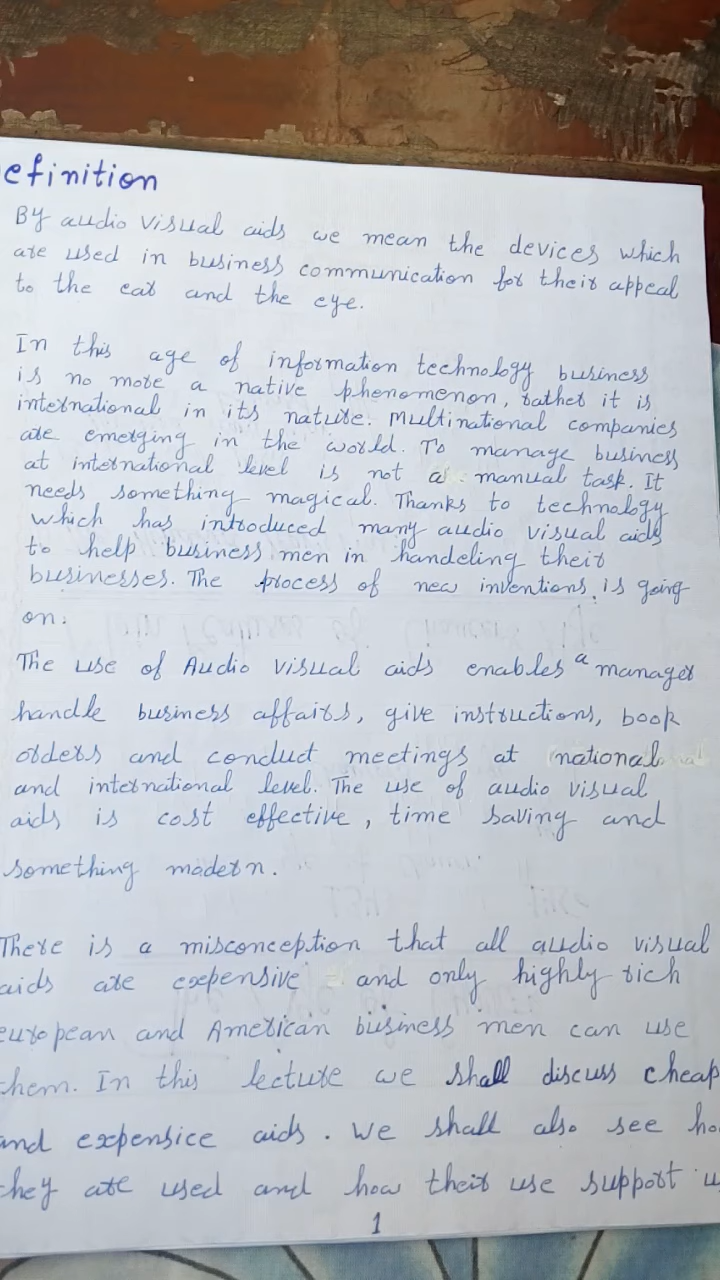 efinition
By audio visual aids we mean the devices which
are used in business communication for their appeal
to the ear and the eye.
In this age of information technology business
is no more a native phenomenon, rather it is
international in its nature. Multinational companies
are emerging in the world. To manage business
at international level is not a manual task. It
needs something magical. Thanks to technology
which has introduced many audio visual aids
to help business men in handeling their
businesses. The process of new inventions is going
on.
The use of Audio visual aids enables a manager
handle business affairs, give instructions, book
orders and conduct meetings at national
and international level. The use of audio visual
aids is cost effective, time saving and
something modern.
There is a misconception that all audio visual
aids are expensive and only highly rich
european and American business men can use
hem. In this lecture we shall discuss cheap
and expensice aids. We shall also see ho
hey are used and how their use support u
1